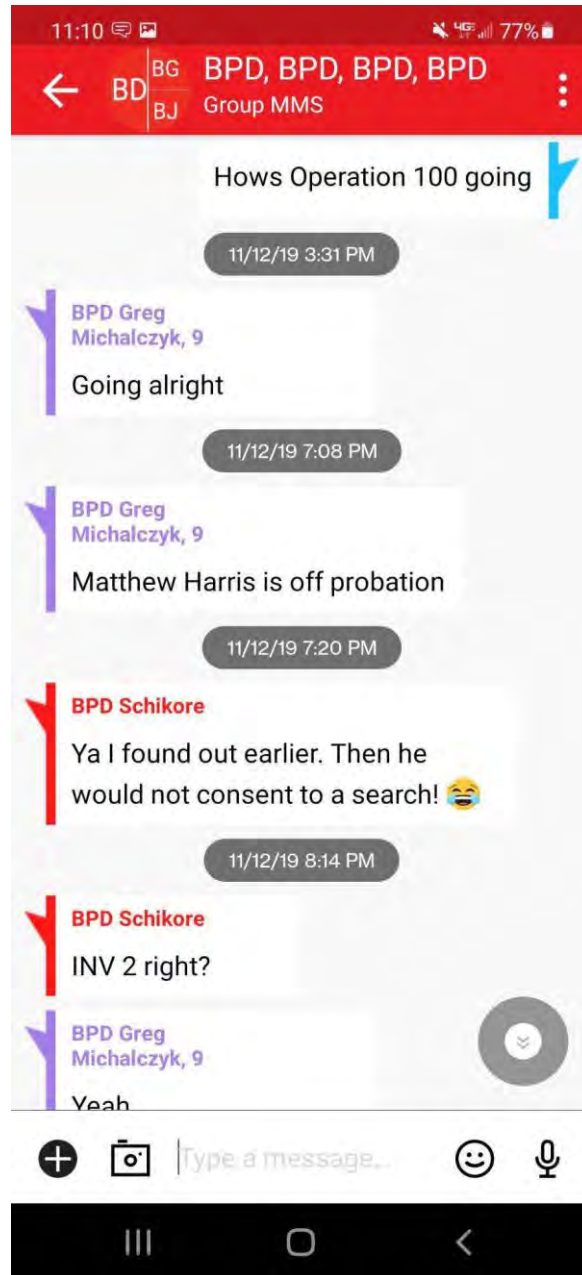 11:10
4G 77%
BD
BG
BJ
BPD, BPD, BPD, BPD
Group MMS
Hows Operation 100 going
11/12/19 3:31 PM
BPD Greg
Michalczyk, 9
Going alright
11/12/19 7:08 PM
BPD Greg
Michalczyk, 9
Matthew Harris is off probation
11/12/19 7:20 PM
BPD Schikore
Ya I found out earlier. Then he
would not consent to a search! 😂
11/12/19 8:14 PM
BPD Schikore
INV 2 right?
BPD Greg
Michalczyk, 9
Yeah
Type a message...